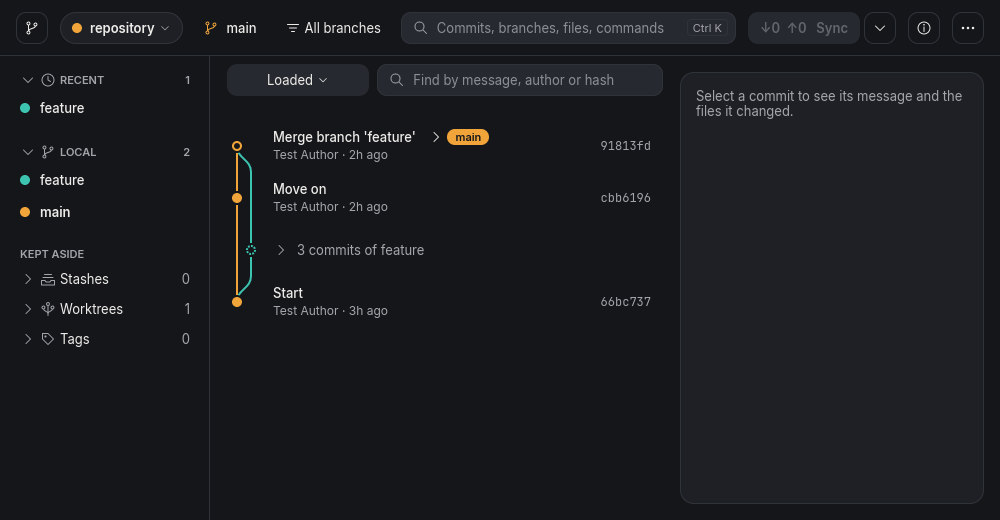 repository
main
All branches
Commits, branches, files, commands
Ctrl K
↓0 ↑0 Sync
RECENT
1
feature
LOCAL
2
feature
main
KEPT ASIDE
Stashes
0
Worktrees
1
Tags
0
Loaded
Find by message, author or hash
Merge branch 'feature'
main
Test Author · 2h ago
91813fd
Move on
Test Author · 2h ago
cbb6196
3 commits of feature
Start
Test Author · 3h ago
66bc737
Select a commit to see its message and the
files it changed.